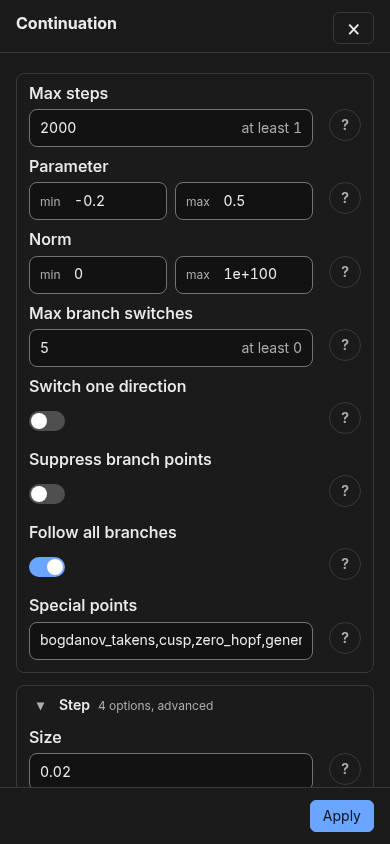 Continuation
×
Max steps
2000 at least 1 ?
Parameter
min -0.2 max 0.5 ?
Norm
min 0 max 1e+100 ?
Max branch switches
5 at least 0 ?
Switch one direction
?
Suppress branch points
?
Follow all branches
?
Special points
bogdanov_takens,cusp,zero_hopf,gener ?
▼ Step 4 options, advanced
Size
0.02 ?
Apply